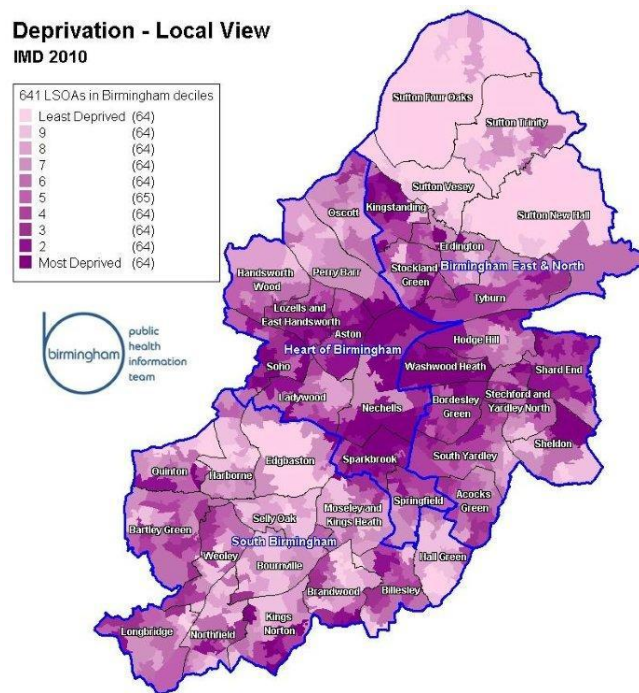 Deprivation - Local View
IMD 2010
641 LSOAs in Birmingham deciles
Least Deprived (64)
9 (64)
8 (64)
7 (64)
6 (64)
5 (65)
4 (64)
3 (64)
2 (64)
Most Deprived (64)
birmingham
public
health
information
team
Sutton Four Oaks
Sutton Trinity
Sutton Vesey
Sutton New Hall
Kingstanding
Oscott
Erdington
Stockland
Green
Birmingham East & North
Perry Barr
Handsworth
Wood
Tyburn
Lozells and
East Handsworth
Aston
Hodge Hill
Heart of Birmingham
Washwood Heath
Shard End
Soho
Ladywood
Nechells
Bordesley
Green
Stechford and
Yardley North
Sheldon
Edgbaston
Sparkbrook
South Yardley
Quinton
Harborne
Springfield
Acocks
Green
Moseley and
Kings Heath
Selly Oak
Bartley Green
South Birmingham
Weoley
Hall Green
Bournville
Brandwood
Billesley
Longbridge
Northfield
Kings
Norton